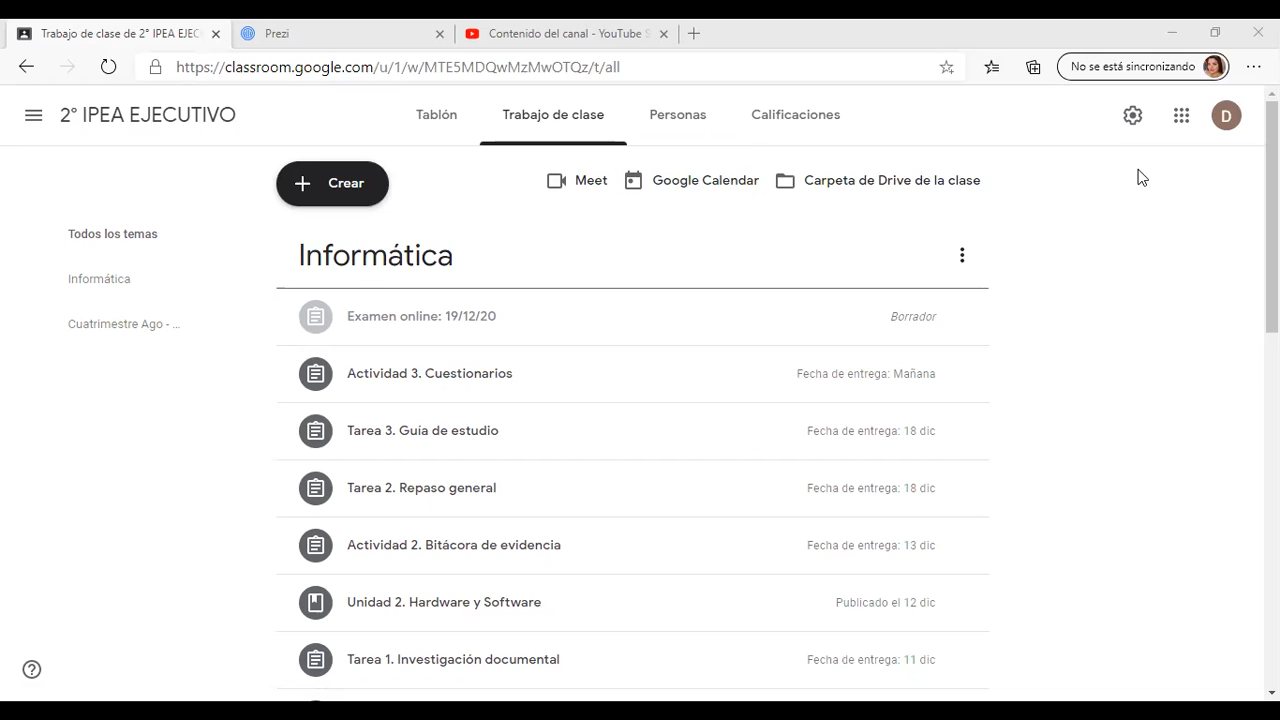 Trabajo de clase de 2° IPEA EJEC
Prezi
Contenido del canal - YouTube S
https://classroom.google.com/u/1/w/MTE5MDQwMzMwOTQz/t/all
No se está sincronizando
2° IPEA EJECUTIVO
Tablón
Trabajo de clase
Personas
Calificaciones
D
Crear
Meet
Google Calendar
Carpeta de Drive de la clase
Todos los temas
Informática
Cuatrimestre Ago - ...
Informática
Examen online: 19/12/20
Borrador
Actividad 3. Cuestionarios
Fecha de entrega: Mañana
Tarea 3. Guía de estudio
Fecha de entrega: 18 dic
Tarea 2. Repaso general
Fecha de entrega: 18 dic
Actividad 2. Bitácora de evidencia
Fecha de entrega: 13 dic
Unidad 2. Hardware y Software
Publicado el 12 dic
Tarea 1. Investigación documental
Fecha de entrega: 11 dic